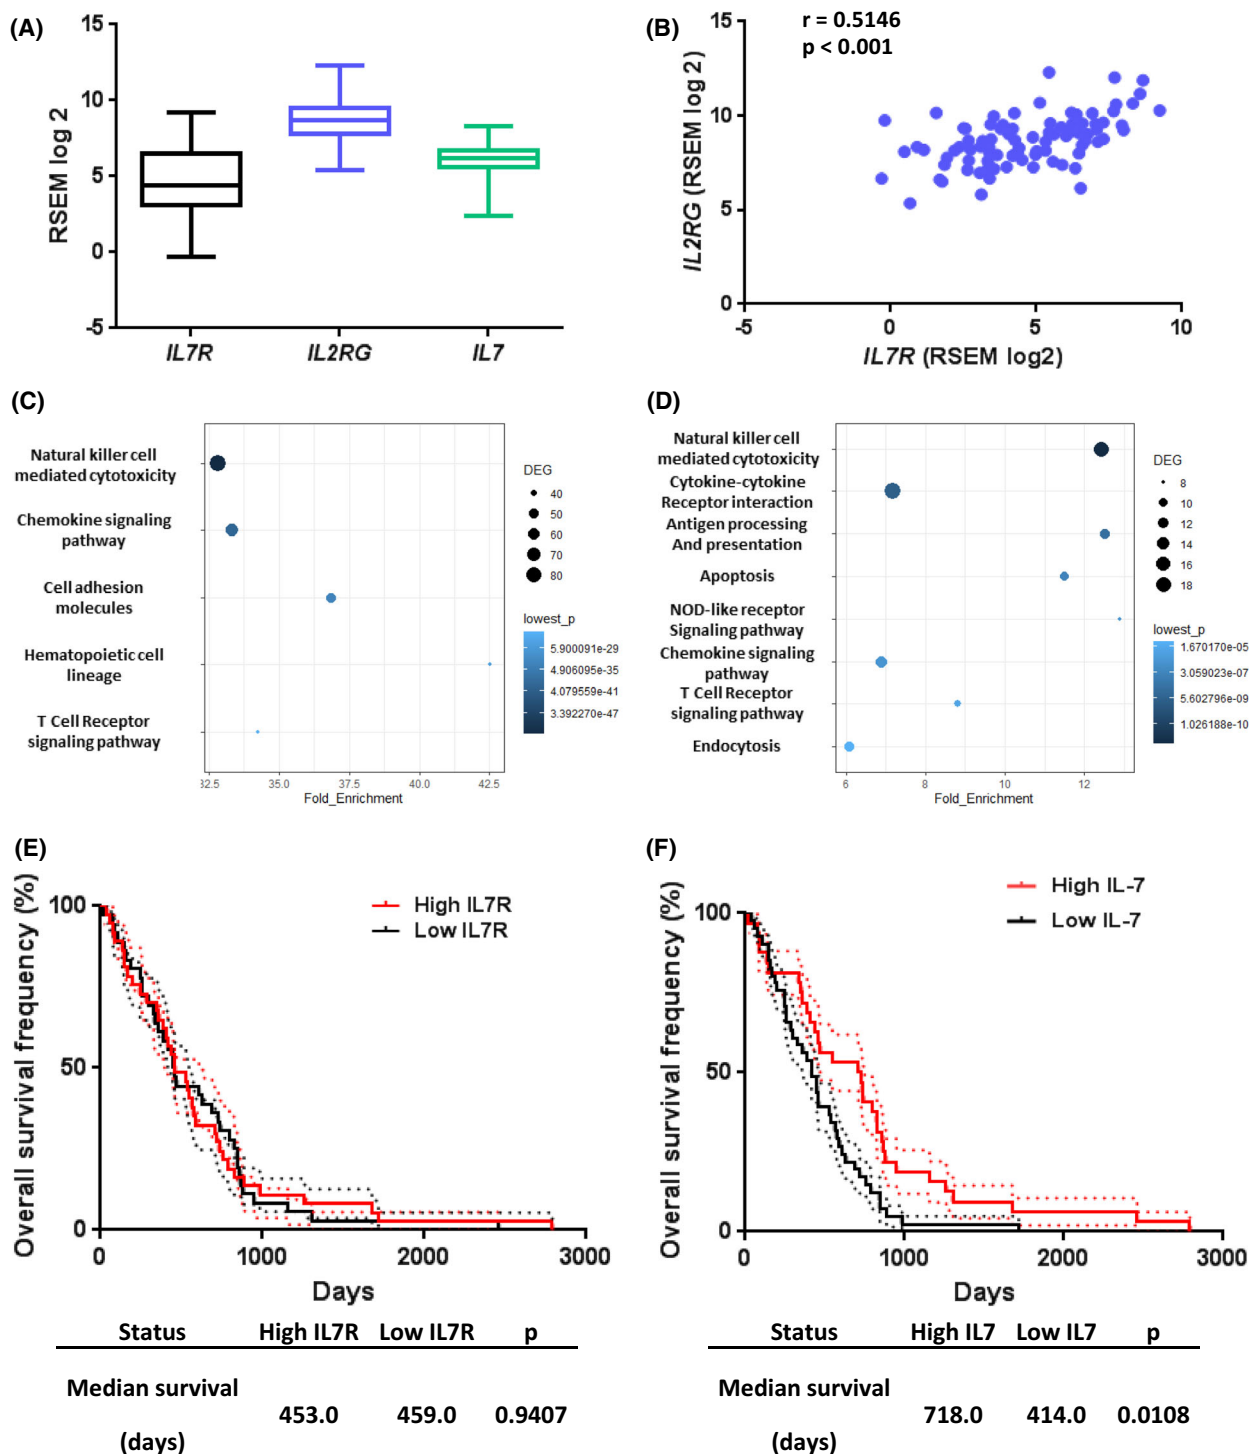 (A)
RSEM log 2
15
10
5
0
-5
IL7R
IL2RG
IL7
(B)
r = 0.5146
p < 0.001
IL2RG (RSEM log 2)
15
10
5
0
-5
0
5
10
IL7R (RSEM log2)
(C)
Natural killer cell
mediated cytotoxicity
Chemokine signaling
pathway
Cell adhesion
molecules
Hematopoietic cell
lineage
T Cell Receptor
signaling pathway
32.5
35.0
37.5
40.0
42.5
Fold_Enrichment
DEG
40
50
60
70
80
lowest_p
5.900091e-29
4.906095e-35
4.079559e-41
3.392270e-47
(D)
Natural killer cell
mediated cytotoxicity
Cytokine-cytokine
Receptor interaction
Antigen processing
And presentation
Apoptosis
NOD-like receptor
Signaling pathway
Chemokine signaling
pathway
T Cell Receptor
signaling pathway
Endocytosis
6
8
10
12
Fold_Enrichment
DEG
8
10
12
14
16
18
lowest_p
1.670170e-05
3.059023e-07
5.602796e-09
1.026188e-10
(E)
Overall survival frequency (%)
100
50
0
0
1000
2000
3000
Days
High IL7R
Low IL7R
Status High IL7R Low IL7R p
Median survival
453.0 459.0 0.9407
(days)
(F)
Overall survival frequency (%)
100
50
0
0
1000
2000
3000
Days
High IL-7
Low IL-7
Status High IL7 Low IL7 p
Median survival
718.0 414.0 0.0108
(days)